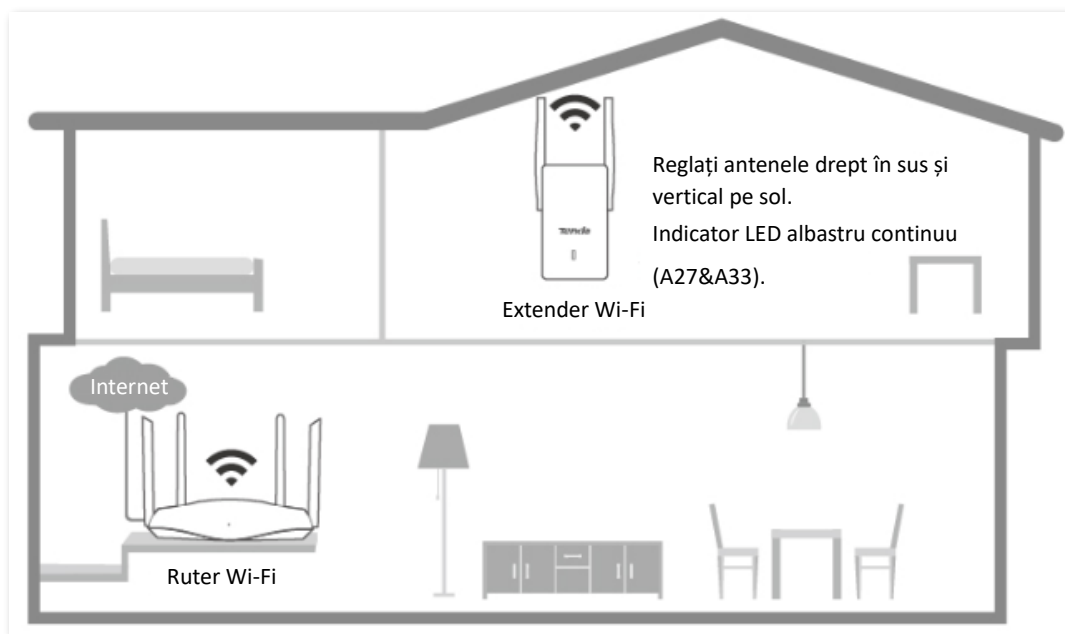 Reglați antenele drept în sus și
vertical pe sol.
Indicator LED albastru continuu
(A27&A33).
Tenda
Extender Wi-Fi
Internet
Ruter Wi-Fi